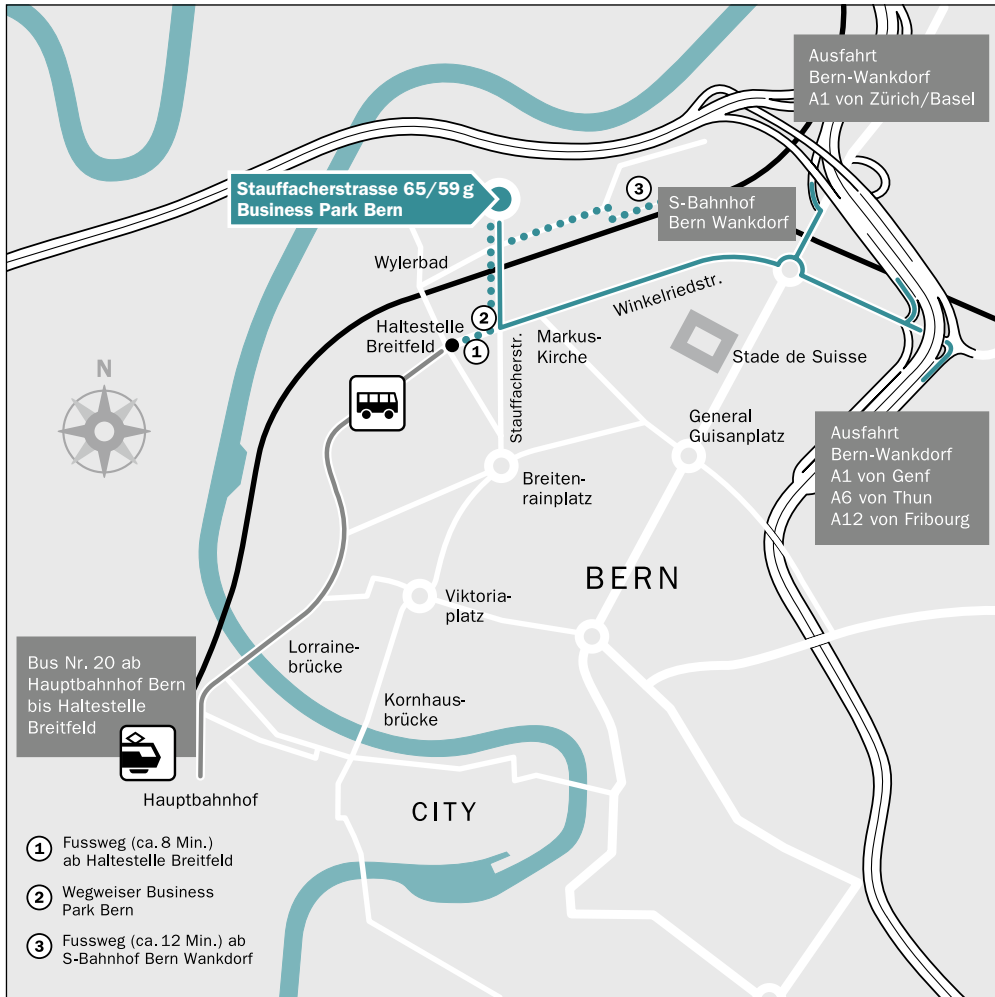 Ausfahrt
Bern-Wankdorf
A1 von Zürich/Basel
Stauffacherstrasse 65/59 g
Business Park Bern
3
S-Bahnhof
Bern Wankdorf
Wylerbad
Winkelriedstr.
2
Haltestelle
Breitfeld
1
Stauffacherstr.
Markus-
Kirche
Stade de Suisse
N
General
Guisanplatz
Ausfahrt
Bern-Wankdorf
A1 von Genf
A6 von Thun
A12 von Fribourg
Breiten-
rainplatz
BERN
Viktoria-
platz
Lorraine-
brücke
Bus Nr. 20 ab
Hauptbahnhof Bern
bis Haltestelle
Breitfeld
Kornhaus-
brücke
Hauptbahnhof
CITY
1 Fussweg (ca. 8 Min.)
ab Haltestelle Breitfeld
2 Wegweiser Business
Park Bern
3 Fussweg (ca. 12 Min.) ab
S-Bahnhof Bern Wankdorf